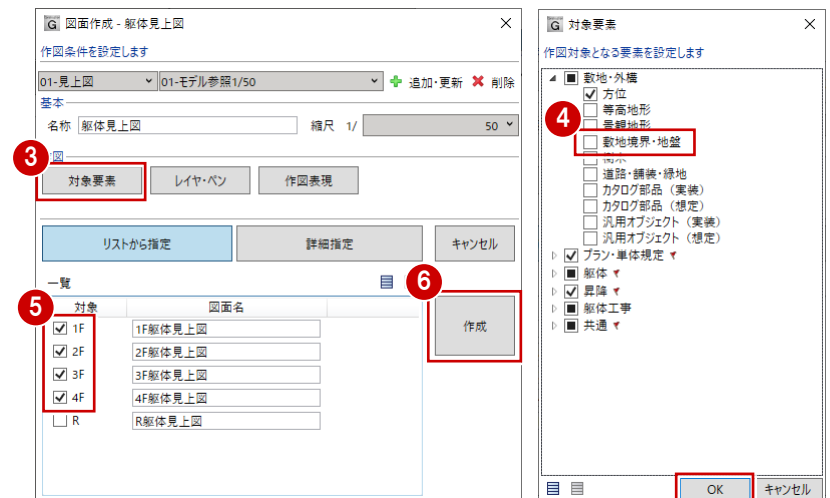 G 図面作成 - 躯体見上図
作図条件を設定します
01-見上図 01-モデル参照1/50 追加・更新 削除
基本
名称 躯体見上図 縮尺 1/ 50
3
図
対象要素 レイヤ・ペン 作図表現
リストから指定 詳細指定 キャンセル
一覧
6
5
対象 図面名
作成
1F 1F躯体見上図
2F 2F躯体見上図
3F 3F躯体見上図
4F 4F躯体見上図
R R躯体見上図
G 対象要素
作図対象となる要素を設定します
敷地・外構
方位
等高地形
4
景観地形
敷地境界・地盤
樹木
道路・舗装・緑地
カタログ部品（実装）
カタログ部品（想定）
汎用オブジェクト（実装）
汎用オブジェクト（想定）
プラン・単体規定
躯体
昇降
躯体工事
共通
OK キャンセル